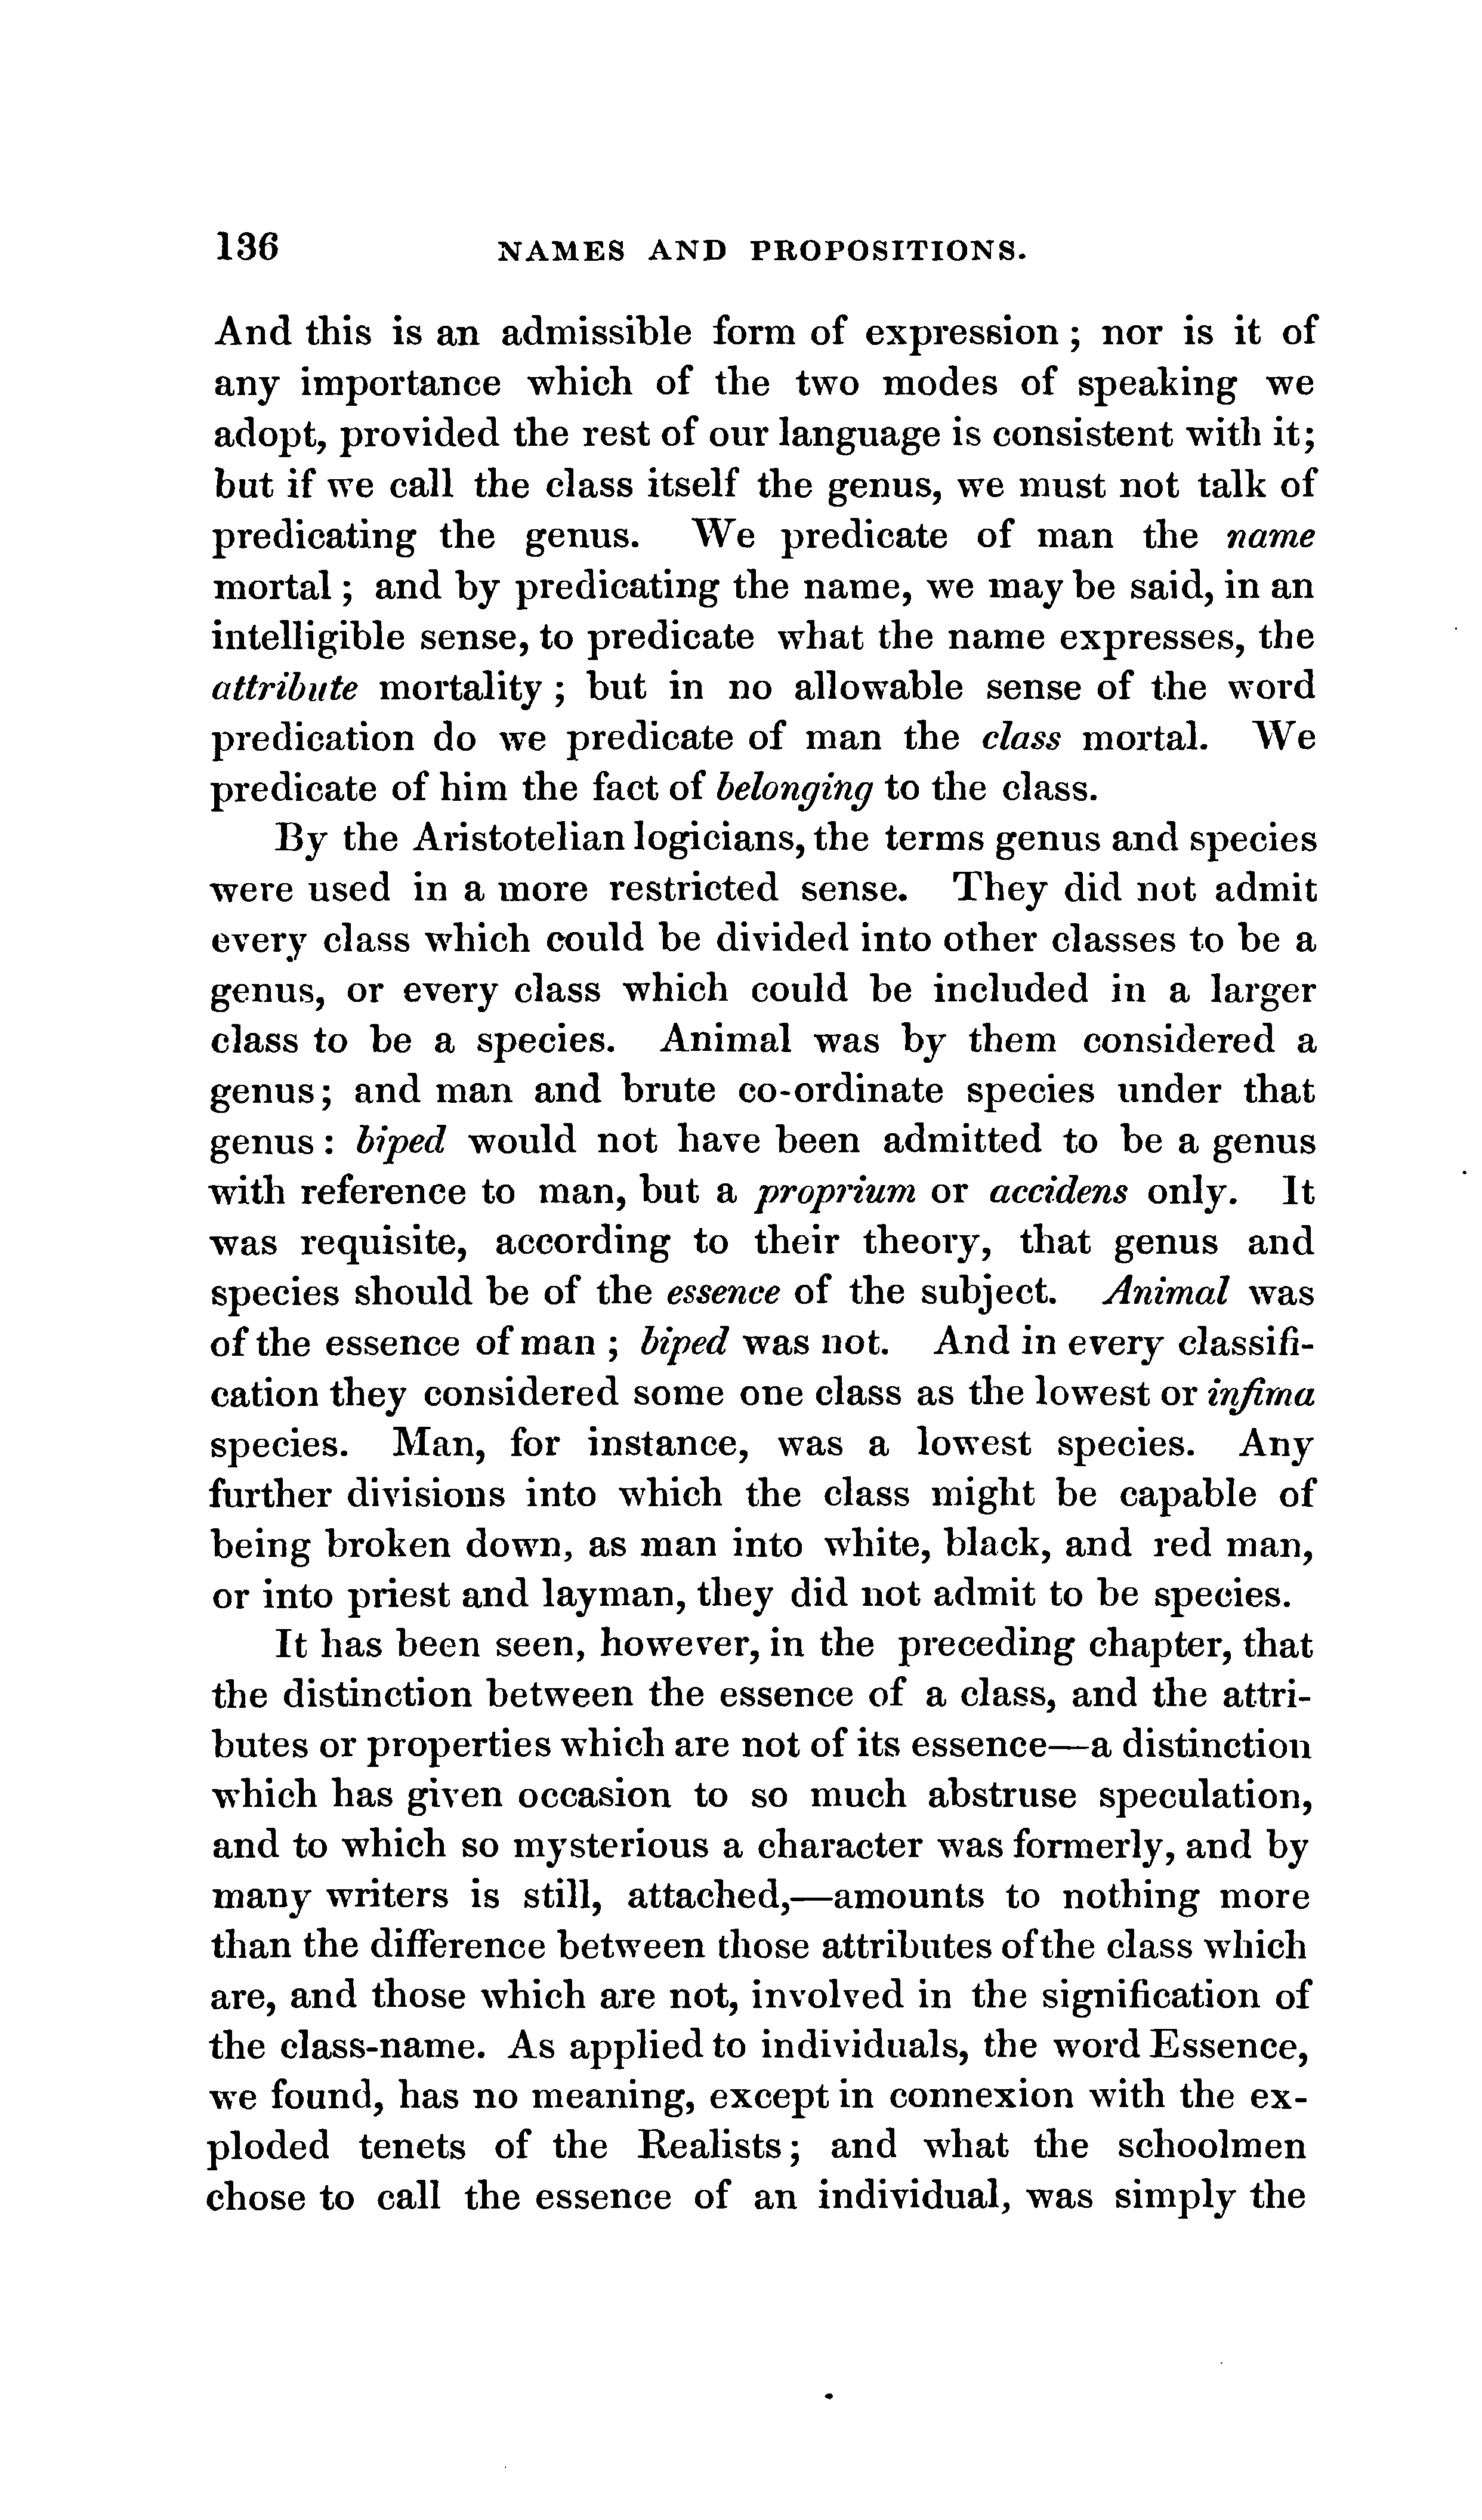 136 NAMES AND PROPOSITIONS.
And this is an admissible form of expression ; nor is it of
any importance which of the two modes of speaking we
adopt, provided the rest of our language is consistent with it;
but if we call the class itself the genus, we must not talk of
predicating the genus. We predicate of man the name
mortal ; and by predicating the name, we may be said, in an
intelligible sense, to predicate what the name expresses, the
attribute mortality ; but in no allowable sense of the word
predication do we predicate of man the class mortal. We
predicate of him the fact of belonging to the class.
By the Aristotelian logicians, the terms genus and species
were used in a more restricted sense. They did not admit
every class which could be divided into other classes to be a
genus, or every class which could be included in a larger
class to be a species. Animal was by them considered a
genus; and man and brute co-ordinate species under that
genus : biped would not have been admitted to be a genus
with reference to man, but a proprium or accidens only. It
was requisite, according to their theory, that genus and
species should be of the essence of the subject. Animal was
of the essence of man ; biped was not. And in every classifi-
cation they considered some one class as the lowest or infima
species. Man, for instance, was a lowest species. Any
further divisions into which the class might be capable of
being broken down, as man into white, black, and red man,
or into priest and layman, they did not admit to be species.
It has been seen, however, in the preceding chapter, that
the distinction between the essence of a class, and the attri-
butes or properties which are not of its essence—a distinction
which has given occasion to so much abstruse speculation,
and to which so mysterious a character was formerly, and by
many writers is still, attached,—amounts to nothing more
than the difference between those attributes of the class which
are, and those which are not, involved in the signification of
the class-name. As applied to individuals, the word Essence,
we found, has no meaning, except in connexion with the ex-
ploded tenets of the Realists; and what the schoolmen
chose to call the essence of an individual, was simply the